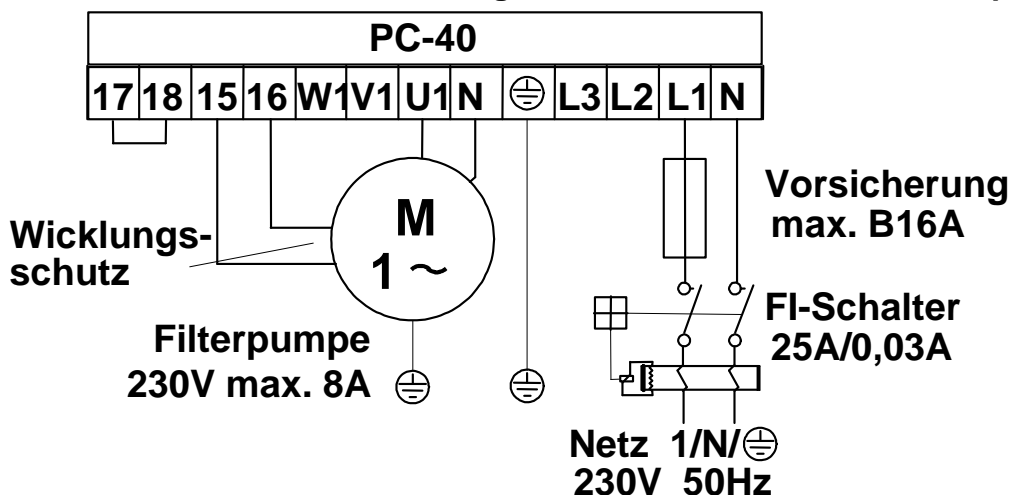 PC-40
17 18 15 16 W1 V1 U1 N L3 L2 L1 N
M
1 ~
Wicklungs-
schutz
Filterpumpe
230V max. 8A
Vorsicherung
max. B16A
FI-Schalter
25A/0,03A
Netz 1/N/⏚
230V 50Hz